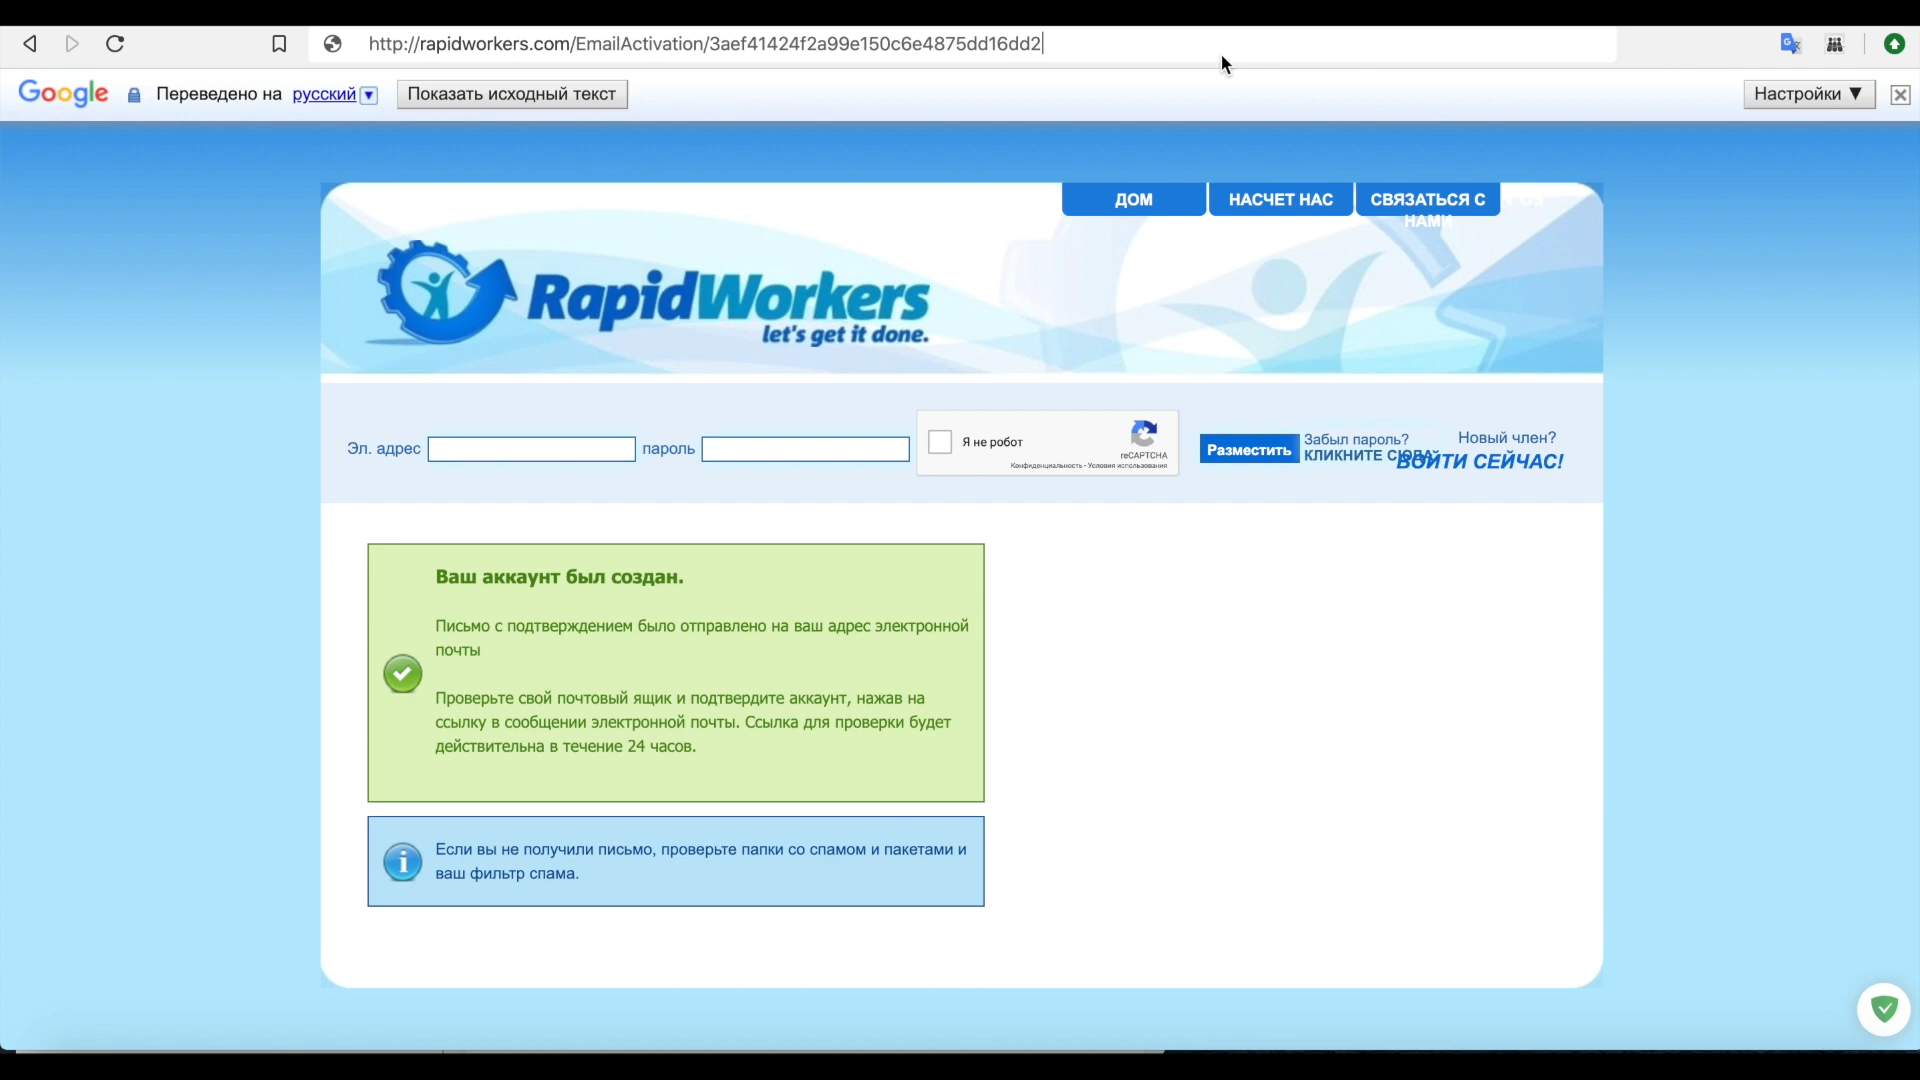 http://rapidworkers.com/EmailActivation/3aef41424f2a99e150c6e4875dd16dd2
Google Переведено на русский Показать исходный текст Настройки ▼
ДОМ НАСЧЕТ НАС СВЯЗАТЬСЯ С НАМИ
RapidWorkers
let's get it done.
Эл. адрес пароль Я не робот
reCAPTCHA
Конфиденциальность - Условия использования
Разместить
Забыл пароль?
КЛИКНИТЕ СЮДА
Новый член?
ВОЙТИ СЕЙЧАС!
Ваш аккаунт был создан.
Письмо с подтверждением было отправлено на ваш адрес электронной
почты
Проверьте свой почтовый ящик и подтвердите аккаунт, нажав на
ссылку в сообщении электронной почты. Ссылка для проверки будет
действительна в течение 24 часов.
Если вы не получили письмо, проверьте папки со спамом и пакетами и
ваш фильтр спама.